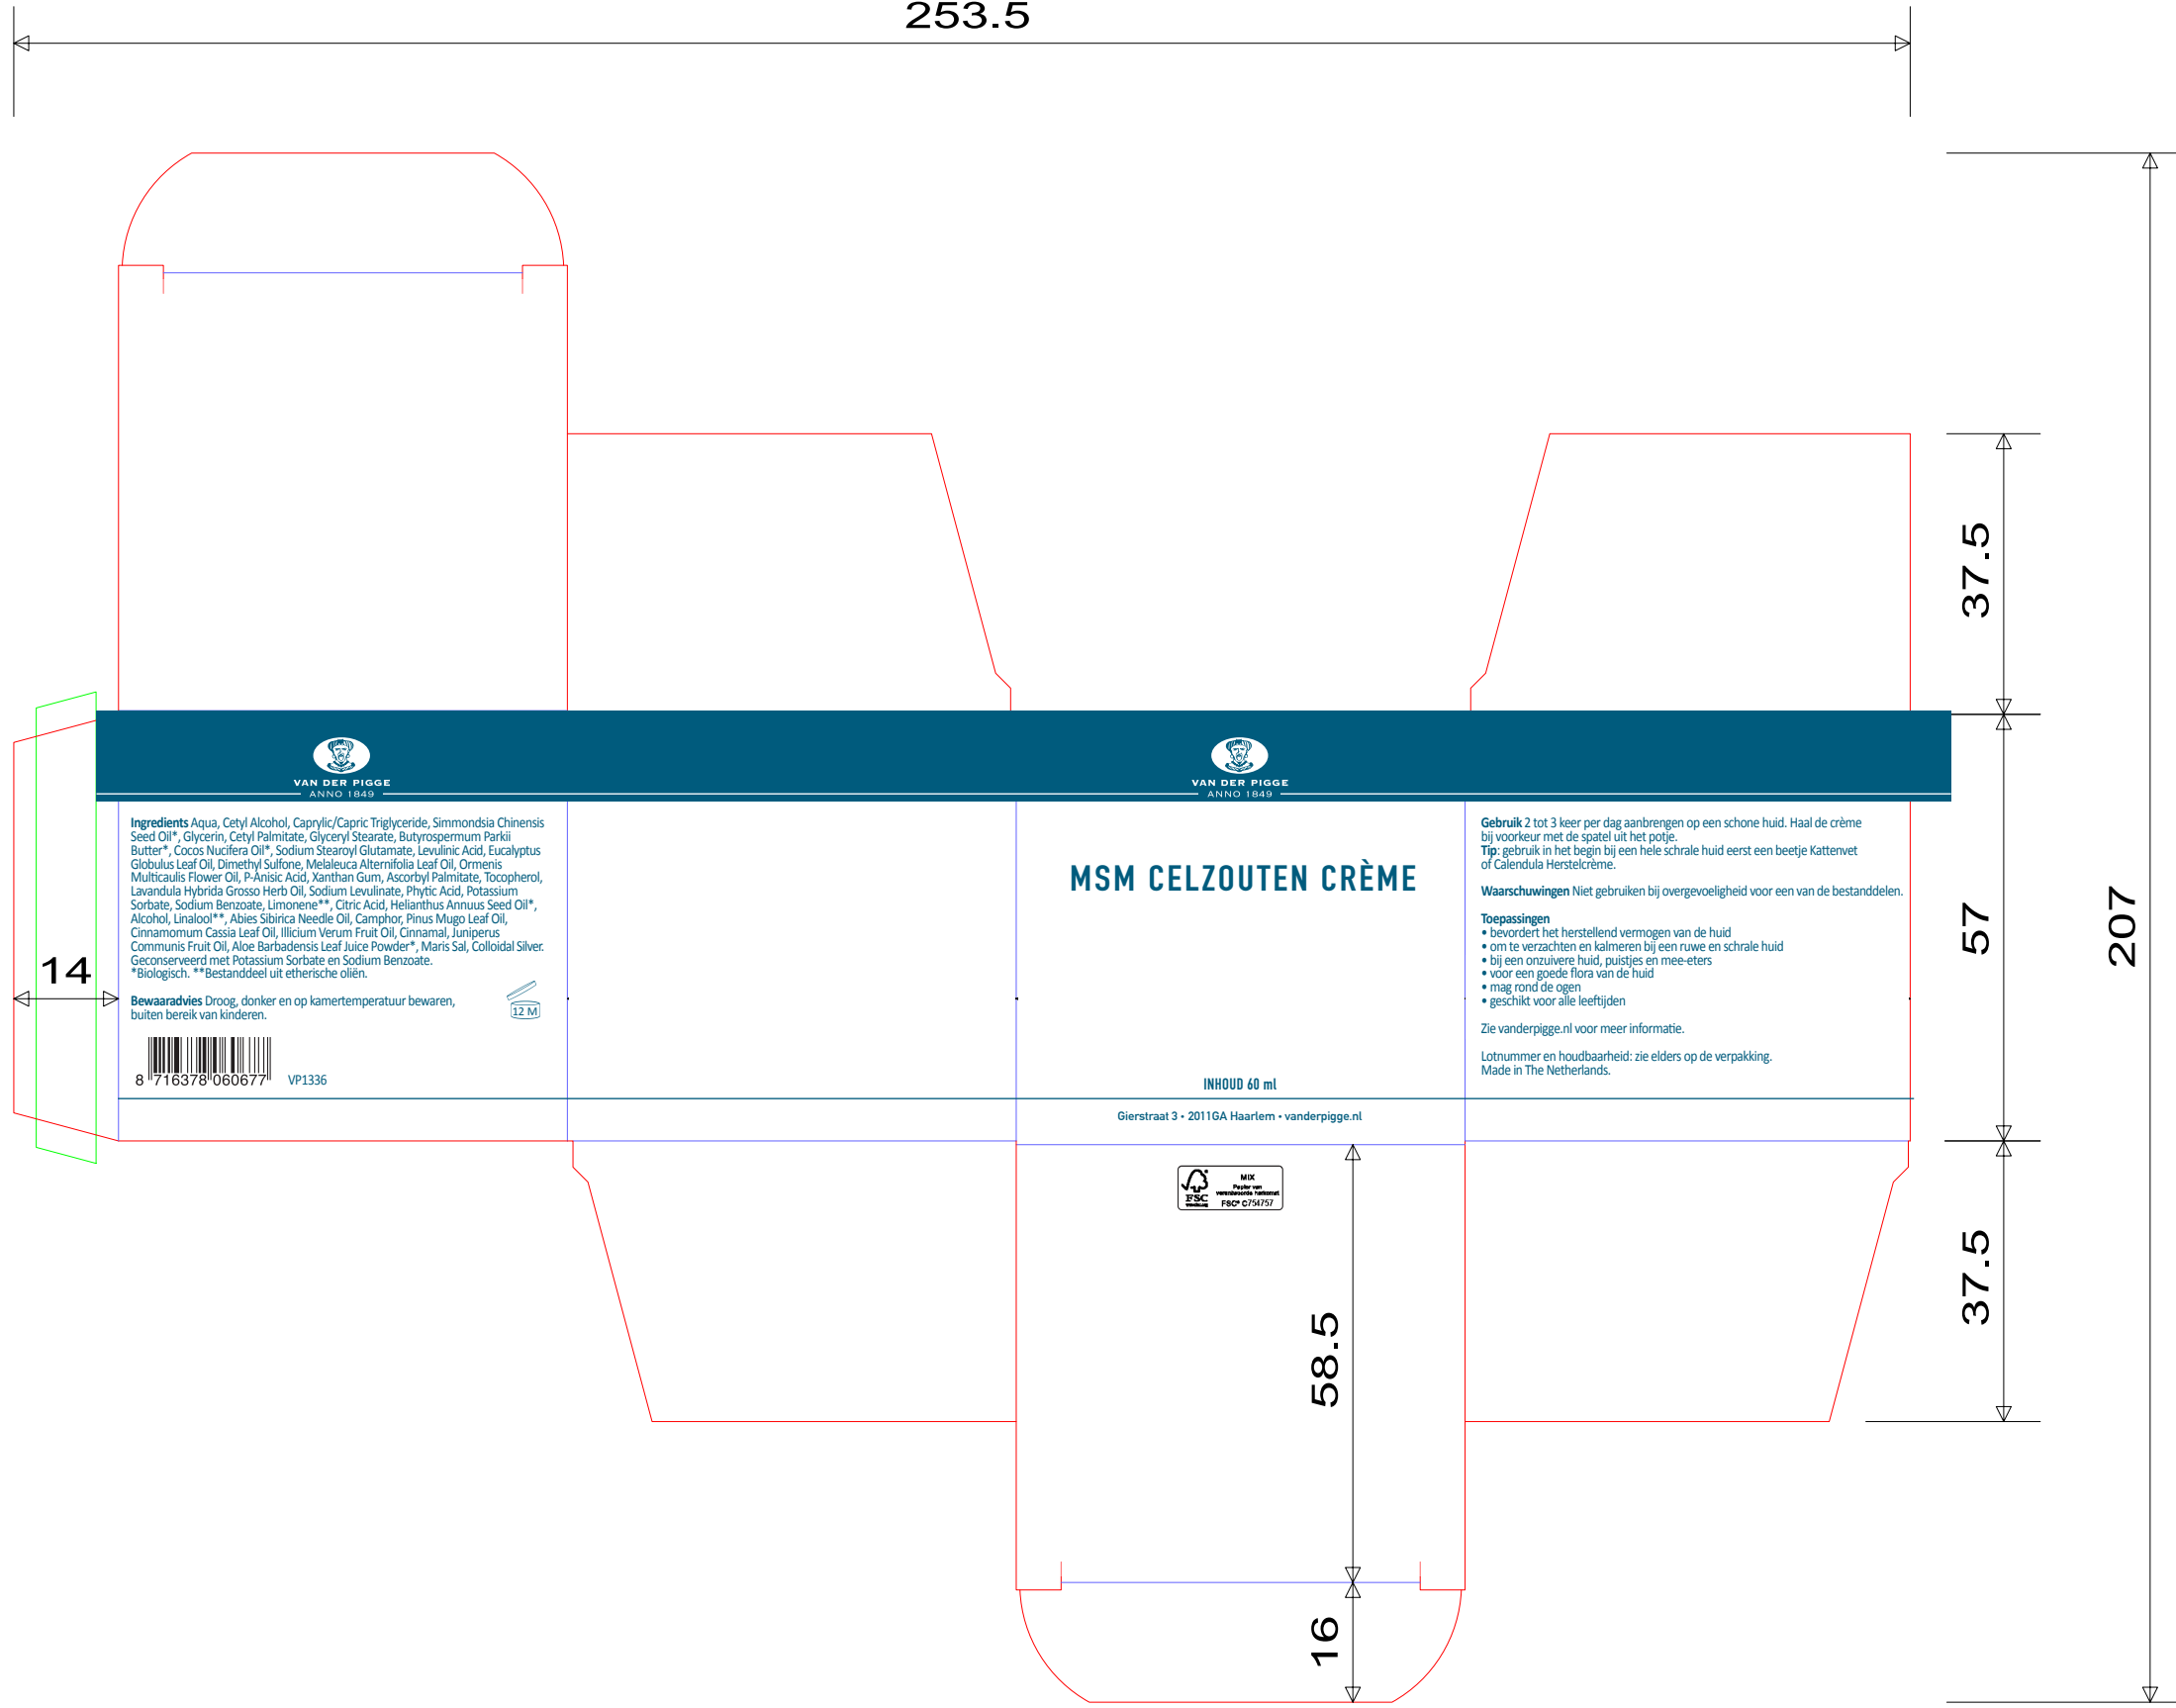 253.5
37.5
57
37.5
207
14
58.5
16
VAN DER PIGGE
ANNO 1849
Ingredients Aqua, Cetyl Alcohol, Caprylic/Capric Triglyceride, Simmondsia Chinensis
Seed Oil*, Glycerin, Cetyl Palmitate, Glyceryl Stearate, Butyrospermum Parkii
Butter*, Cocos Nucifera Oil*, Sodium Stearoyl Glutamate, Levulinic Acid, Eucalyptus
Globulus Leaf Oil, Dimethyl Sulfone, Melaleuca Alternifolia Leaf Oil, Ormenis
Multicaulis Flower Oil, P-Anisic Acid, Xanthan Gum, Ascorbyl Palmitate, Tocopherol,
Lavandula Hybrida Grosso Herb Oil, Sodium Levulinate, Phytic Acid, Potassium
Sorbate, Sodium Benzoate, Limonene**, Citric Acid, Helianthus Annuus Seed Oil*,
Alcohol, Linalool**, Abies Sibirica Needle Oil, Camphor, Pinus Mugo Leaf Oil,
Cinnamomum Cassia Leaf Oil, Illicium Verum Fruit Oil, Cinnamal, Juniperus
Communis Fruit Oil, Aloe Barbadensis Leaf Juice Powder*, Maris Sal, Colloidal Silver.
Geconserveerd met Potassium Sorbate en Sodium Benzoate.
*Biologisch. **Bestanddeel uit etherische oliën.
Bewaaradvies Droog, donker en op kamertemperatuur bewaren,
buiten bereik van kinderen.
12 M
8 716378 060677
VP1336
VAN DER PIGGE
ANNO 1849
MSM CELZOUTEN CRÈME
INHOUD 60 ml
Gierstraat 3 • 2011GA Haarlem • vanderpigge.nl
FSC
MIX
Papier van
verantwoorde herkomst
FSC® C754757
Gebruik 2 tot 3 keer per dag aanbrengen op een schone huid. Haal de crème
bij voorkeur met de spatel uit het potje.
Tip: gebruik in het begin bij een hele schrale huid eerst een beetje Kattenvet
of Calendula Herstelcrème.
Waarschuwingen Niet gebruiken bij overgevoeligheid voor een van de bestanddelen.
Toepassingen
• bevordert het herstellend vermogen van de huid
• om te verzachten en kalmeren bij een ruwe en schrale huid
• bij een onzuivere huid, puistjes en mee-eters
• voor een goede flora van de huid
• mag rond de ogen
• geschikt voor alle leeftijden
Zie vanderpigge.nl voor meer informatie.
Lotnummer en houdbaarheid: zie elders op de verpakking.
Made in The Netherlands.